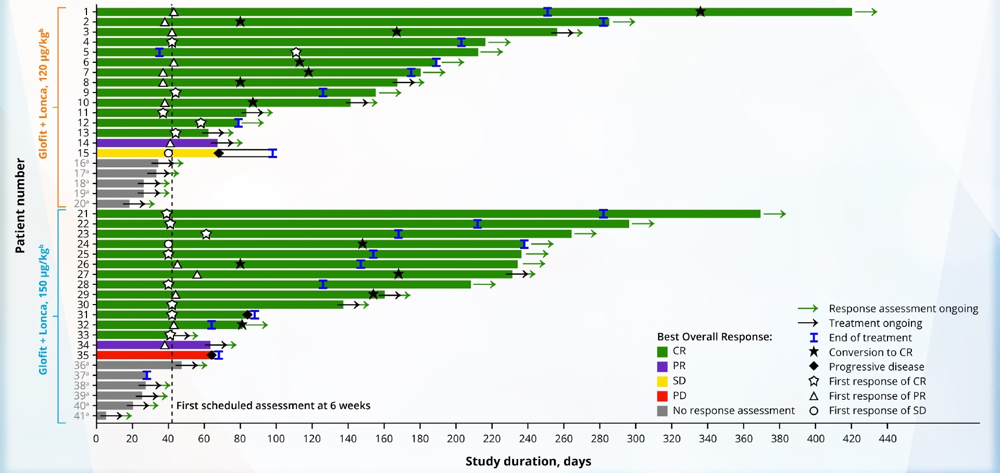 Patient number
Glofit + Lonca, 120 µg/kgᵇ
1
2
3
4
5
6
7
8
9
10
11
12
13
14
15
16ᵃ
17ᵃ
18ᵃ
19ᵃ
20ᵃ
Glofit + Lonca, 150 µg/kgᵇ
21
22
23
24
25
26
27
28
29
30
31
32
33
34
35
36ᵃ
37ᵃ
38ᵃ
39ᵃ
40ᵃ
41ᵃ
First scheduled assessment at 6 weeks
Best Overall Response:
CR
PR
SD
PD
No response assessment
Response assessment ongoing
Treatment ongoing
End of treatment
Conversion to CR
Progressive disease
First response of CR
First response of PR
First response of SD
0 20 40 60 80 100 120 140 160 180 200 220 240 260 280 300 320 340 360 380 400 420 440
Study duration, days